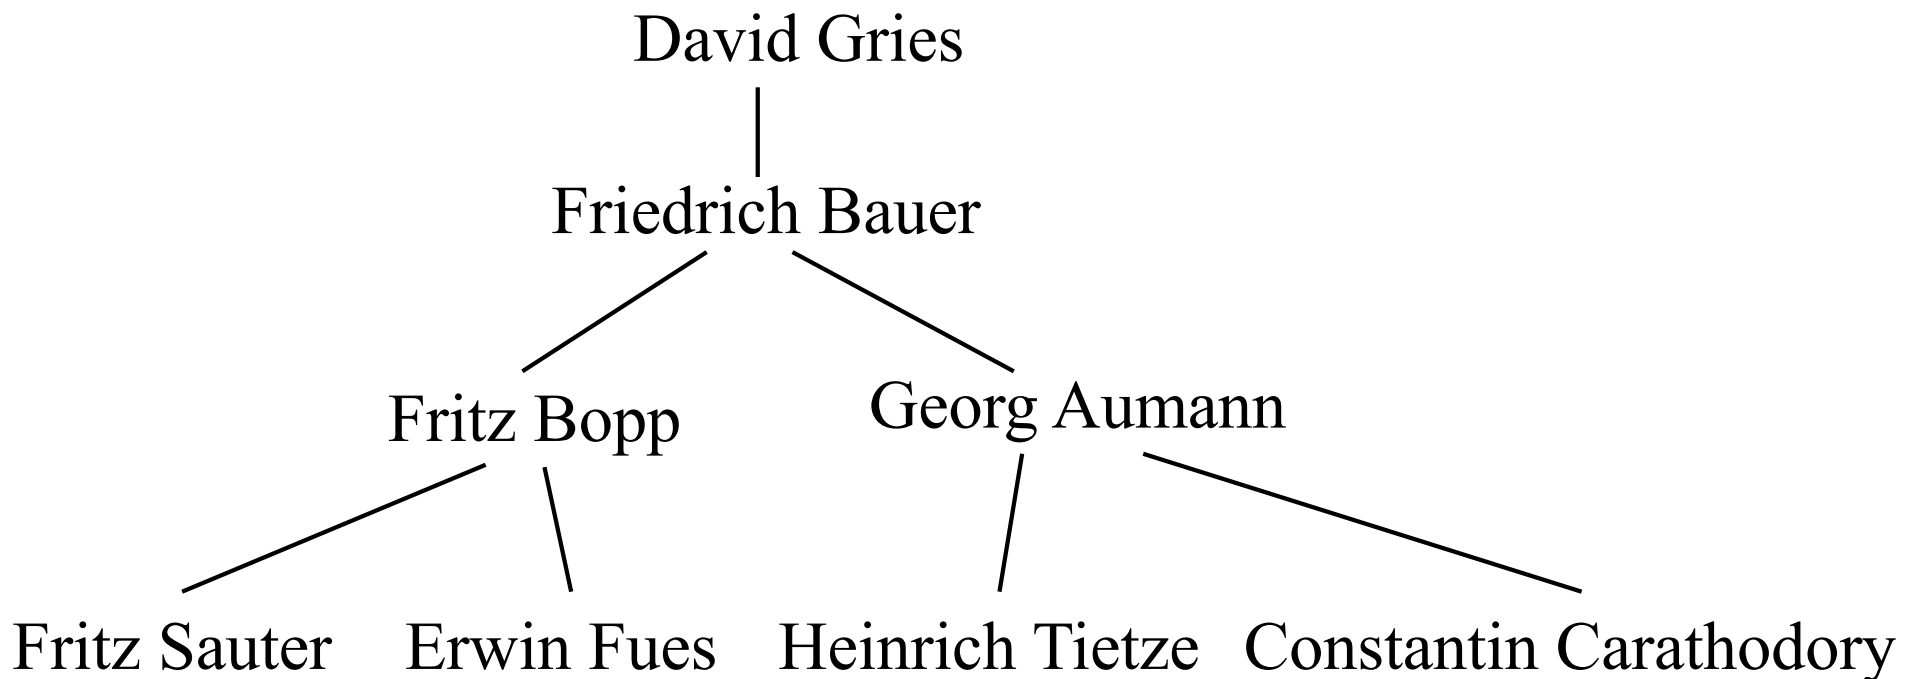 David Gries
Friedrich Bauer
Fritz Bopp
Georg Aumann
Fritz Sauter
Erwin Fues
Heinrich Tietze
Constantin Carathodory